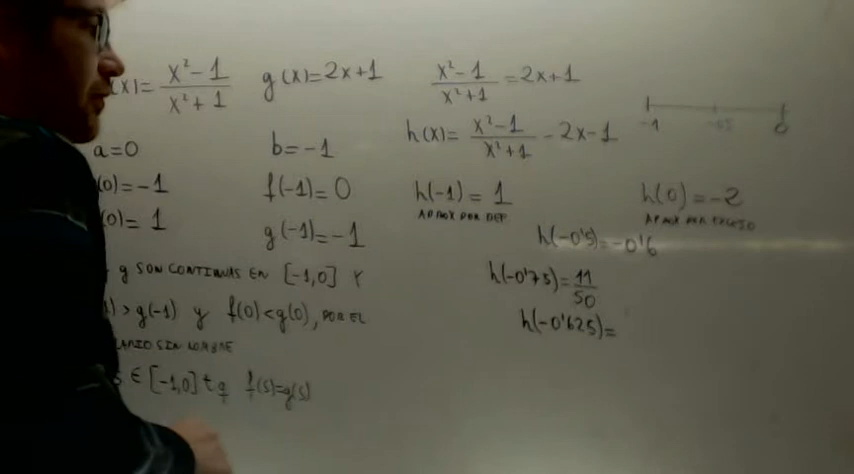 (x)= x²-1 / x²+1
g(x)=2x+1
x²-1 / x²+1 =2x+1
h(x)= x²-1 / x²+1 -2x-1
-1 -0'5 0
a=0
b=-1
(0)=-1
f(-1)=0
h(-1)=1
APROX POR DEF
h(0)=-2
APROX POR EXCESO
(0)=1
g(-1)=-1
h(-0'5)=-0'6
h(-0'75)=11/50
h(-0'625)=
g SON CONTINUAS EN [-1,0] Y
)>g(-1) y f(0)<g(0), POR EL
LARIO SIN NOMBRE
s ∈ [-1,0] tq f(s)=g(s)